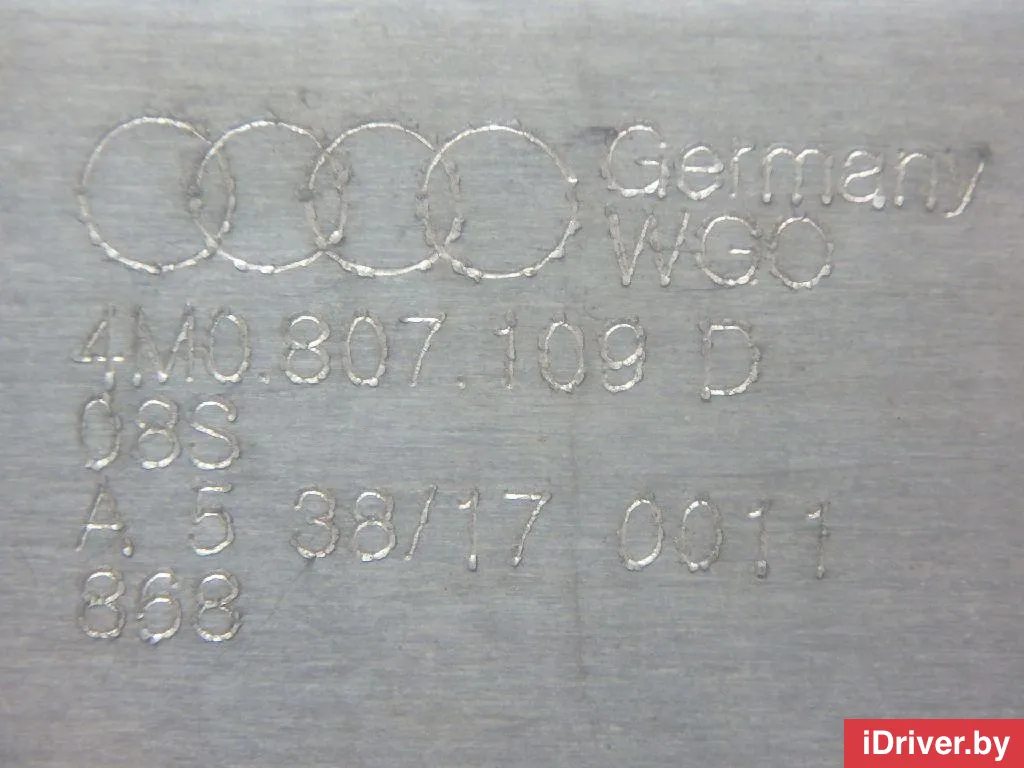 Germany
WGO
4M0.807.109 D
08S
A. 5 38/17 0011
868
iDriver.by